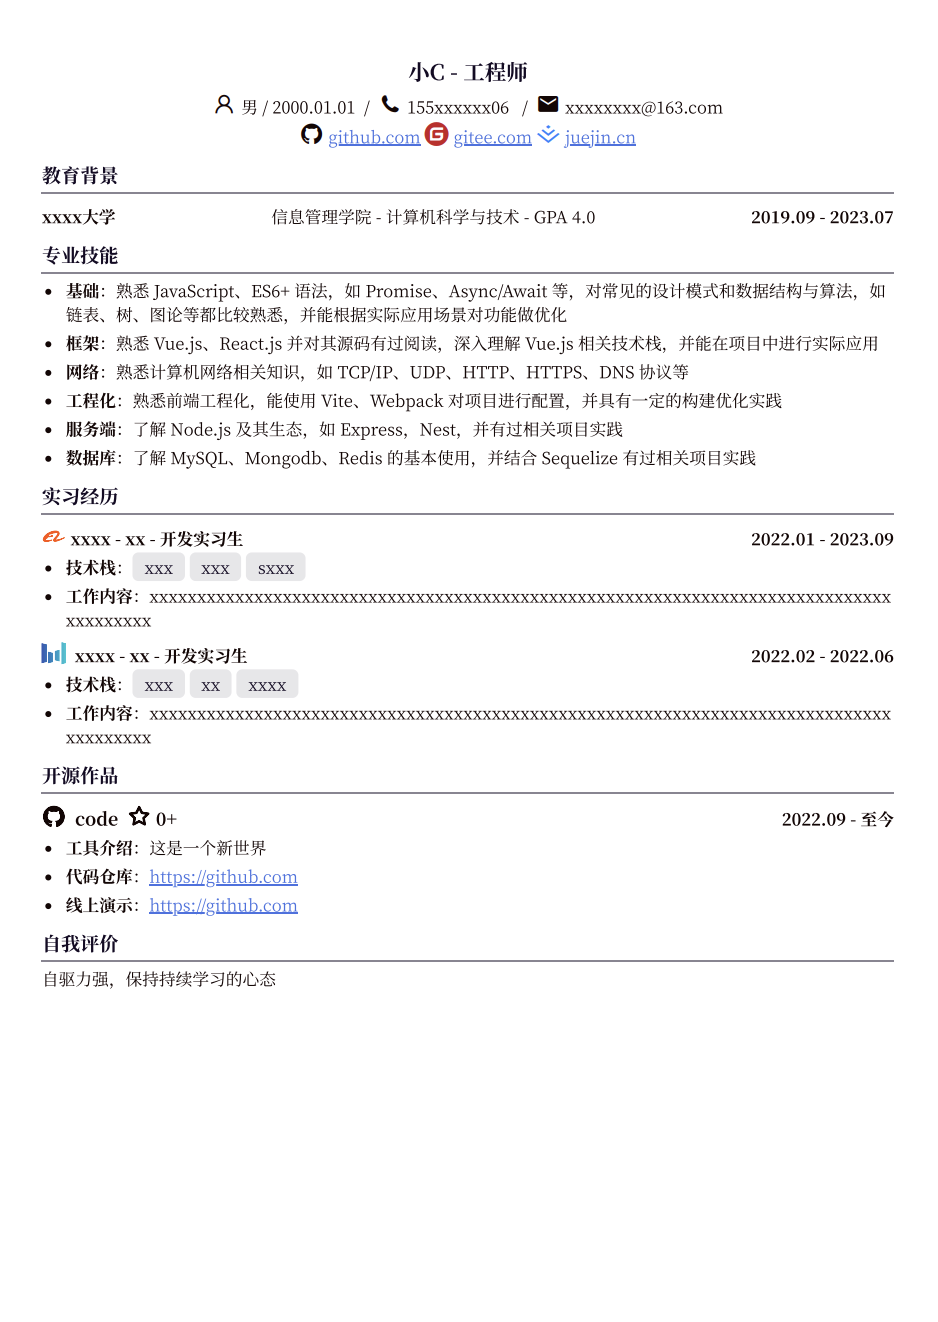 小C - 工程师
男 / 2000.01.01 / 155xxxxxx06 / xxxxxxxx@163.com
github.com gitee.com juejin.cn
教育背景
xxxx大学 信息管理学院 - 计算机科学与技术 - GPA 4.0 2019.09 - 2023.07
专业技能
• 基础：熟悉 JavaScript、ES6+ 语法，如 Promise、Async/Await 等，对常见的设计模式和数据结构与算法，如
链表、树、图论等都比较熟悉，并能根据实际应用场景对功能做优化
• 框架：熟悉 Vue.js、React.js 并对其源码有过阅读，深入理解 Vue.js 相关技术栈，并能在项目中进行实际应用
• 网络：熟悉计算机网络相关知识，如 TCP/IP、UDP、HTTP、HTTPS、DNS 协议等
• 工程化：熟悉前端工程化，能使用 Vite、Webpack 对项目进行配置，并具有一定的构建优化实践
• 服务端：了解 Node.js 及其生态，如 Express，Nest，并有过相关项目实践
• 数据库：了解 MySQL、Mongodb、Redis 的基本使用，并结合 Sequelize 有过相关项目实践
实习经历
xxxx - xx - 开发实习生 2022.01 - 2023.09
• 技术栈： xxx xxx sxxx
• 工作内容：xxxxxxxxxxxxxxxxxxxxxxxxxxxxxxxxxxxxxxxxxxxxxxxxxxxxxxxxxxxxxxxxxxxxxxxxxxxxxx
xxxxxxxxx
xxxx - xx - 开发实习生 2022.02 - 2022.06
• 技术栈： xxx xx xxxx
• 工作内容：xxxxxxxxxxxxxxxxxxxxxxxxxxxxxxxxxxxxxxxxxxxxxxxxxxxxxxxxxxxxxxxxxxxxxxxxxxxxxx
xxxxxxxxx
开源作品
code 0+ 2022.09 - 至今
• 工具介绍：这是一个新世界
• 代码仓库：https://github.com
• 线上演示：https://github.com
自我评价
自驱力强，保持持续学习的心态